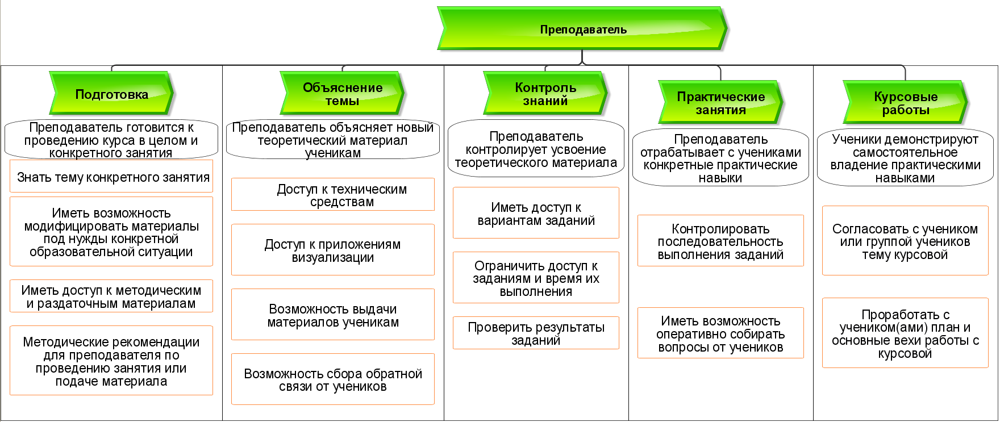 Преподаватель
Подготовка
Преподаватель готовится к
проведению курса в целом и
конкретного занятия
Знать тему конкретного занятия
Иметь возможность
модифицировать материалы
под нужды конкретной
образовательной ситуации
Иметь доступ к методическим
и раздаточным материалам
Методические рекомендации
для преподавателя по
проведению занятия или
подаче материала
Объяснение
темы
Преподаватель объясняет новый
теоретический материал
ученикам
Доступ к техническим
средствам
Доступ к приложениям
визуализации
Возможность выдачи
материалов ученикам
Возможность сбора обратной
связи от учеников
Контроль
знаний
Преподаватель
контролирует усвоение
теоретического материала
Иметь доступ к
вариантам заданий
Ограничить доступ к
заданиям и время их
выполнения
Проверить результаты
заданий
Практические
занятия
Преподаватель
отрабатывает с учениками
конкретные практические
навыки
Контролировать
последовательность
выполнения заданий
Иметь возможность
оперативно собирать
вопросы от учеников
Курсовые
работы
Ученики демонстрируют
самостоятельное
владение практическими
навыками
Согласовать с учеником
или группой учеников
тему курсовой
Проработать с
учеником(ами) план и
основные вехи работы с
курсовой